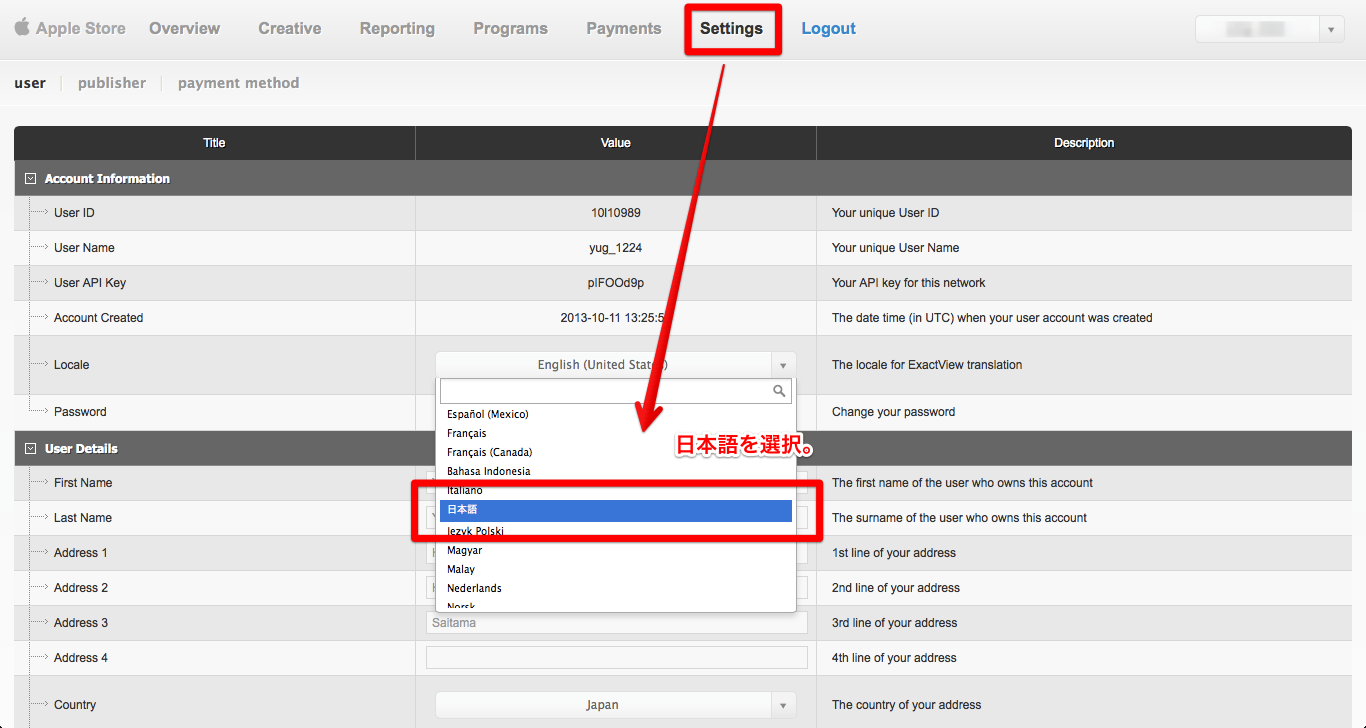 Apple Store Overview Creative Reporting Programs Payments Settings Logout
user publisher payment method
Title Value Description
Account Information
User ID 10l10989 Your unique User ID
User Name yug_1224 Your unique User Name
User API Key pIFOOd9p Your API key for this network
Account Created 2013-10-11 13:25:5 The date time (in UTC) when your user account was created
Locale English (United States) The locale for ExactView translation
Español (Mexico)
Password Change your password
Français
日本語を選択。
User Details
Français (Canada)
Bahasa Indonesia
First Name The first name of the user who owns this account
Italiano
日本語
Last Name The surname of the user who owns this account
Język Polski
Address 1 Magyar 1st line of your address
Malay
Address 2 Nederlands 2nd line of your address
Norsk
Address 3 Saitama 3rd line of your address
Address 4 4th line of your address
Country Japan The country of your address